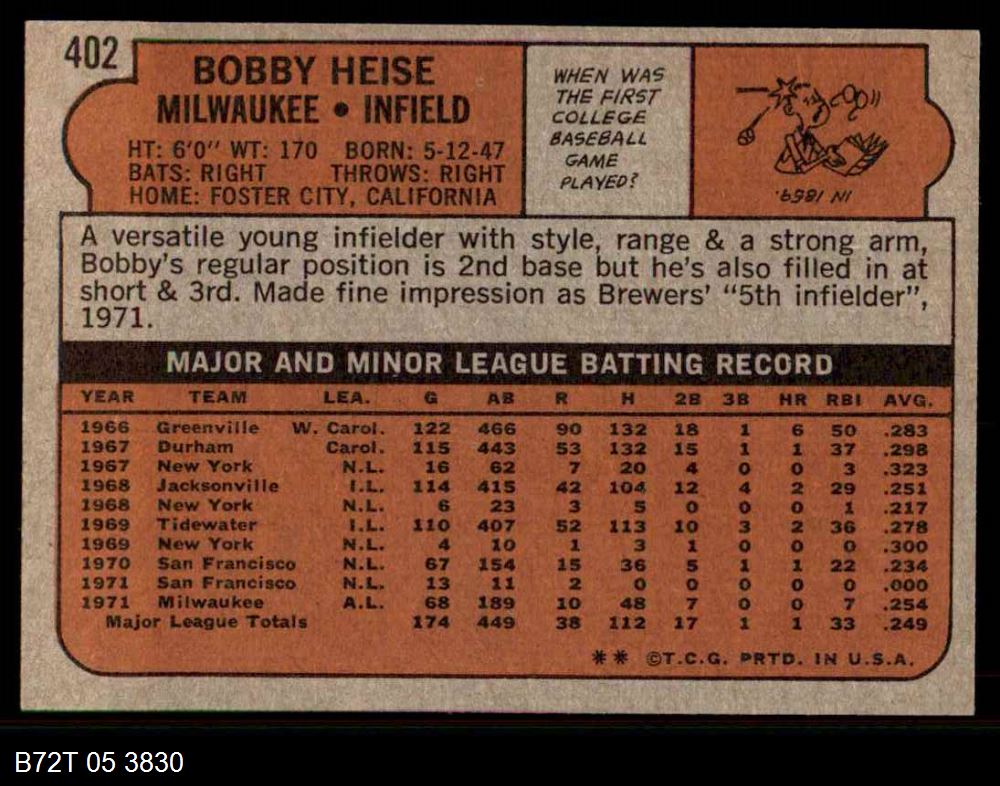 402
BOBBY HEISE
MILWAUKEE • INFIELD
HT: 6'0" WT: 170 BORN: 5-12-47
BATS: RIGHT THROWS: RIGHT
HOME: FOSTER CITY, CALIFORNIA
WHEN WAS
THE FIRST
COLLEGE
BASEBALL
GAME
PLAYED?
IN 1859.
A versatile young infielder with style, range & a strong arm,
Bobby's regular position is 2nd base but he's also filled in at
short & 3rd. Made fine impression as Brewers' "5th infielder",
1971.
MAJOR AND MINOR LEAGUE BATTING RECORD
YEAR TEAM LEA. G AB R H 2B 3B HR RBI AVG.
1966 Greenville W. Carol. 122 466 90 132 18 1 6 50 .283
1967 Durham Carol. 115 443 53 132 15 1 1 37 .298
1967 New York N.L. 16 62 7 20 4 0 0 3 .323
1968 Jacksonville I.L. 114 415 42 104 12 4 2 29 .251
1968 New York N.L. 6 23 3 5 0 0 0 1 .217
1969 Tidewater I.L. 110 407 52 113 10 3 2 36 .278
1969 New York N.L. 4 10 1 3 1 0 0 0 .300
1970 San Francisco N.L. 67 154 15 36 5 1 1 22 .234
1971 San Francisco N.L. 13 11 2 0 0 0 0 0 .000
1971 Milwaukee A.L. 68 189 10 48 7 0 0 7 .254
Major League Totals 174 449 38 112 17 1 1 33 .249
** ©T.C.G. PRTD. IN U.S.A.
B72T 05 3830